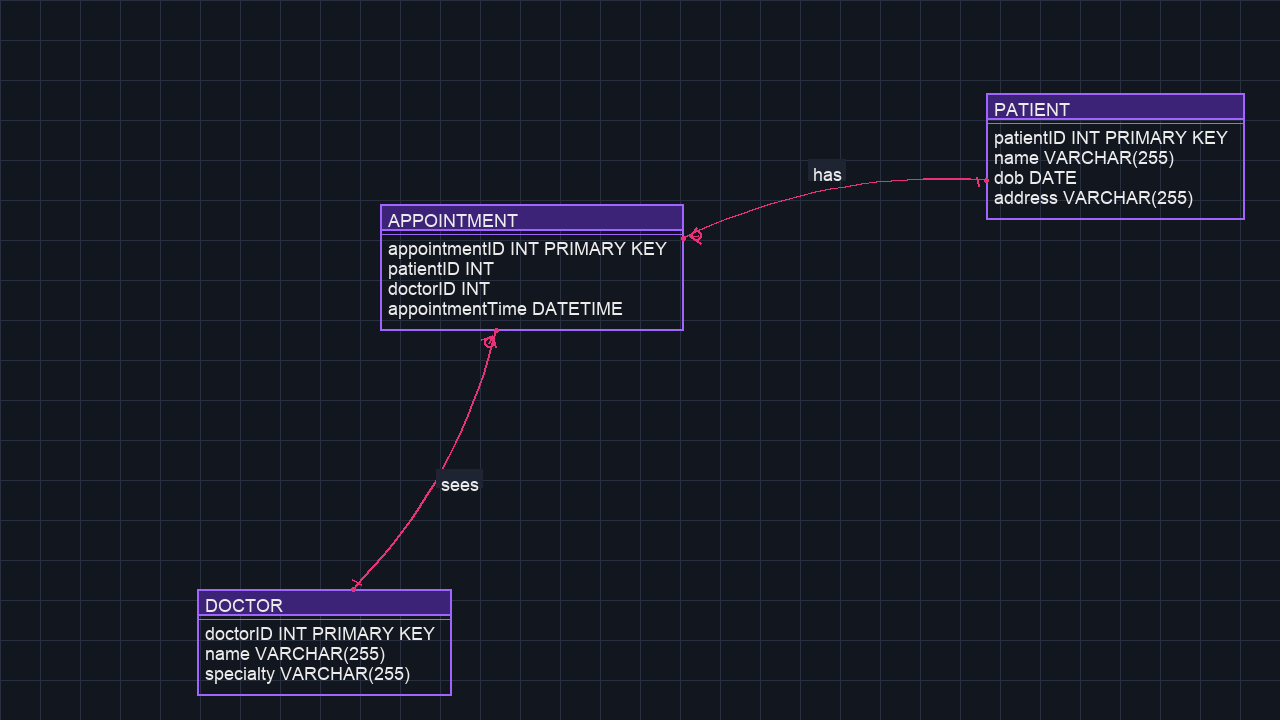 PATIENT
patientID INT PRIMARY KEY
name VARCHAR(255)
dob DATE
address VARCHAR(255)
has
APPOINTMENT
appointmentID INT PRIMARY KEY
patientID INT
doctorID INT
appointmentTime DATETIME
sees
DOCTOR
doctorID INT PRIMARY KEY
name VARCHAR(255)
specialty VARCHAR(255)